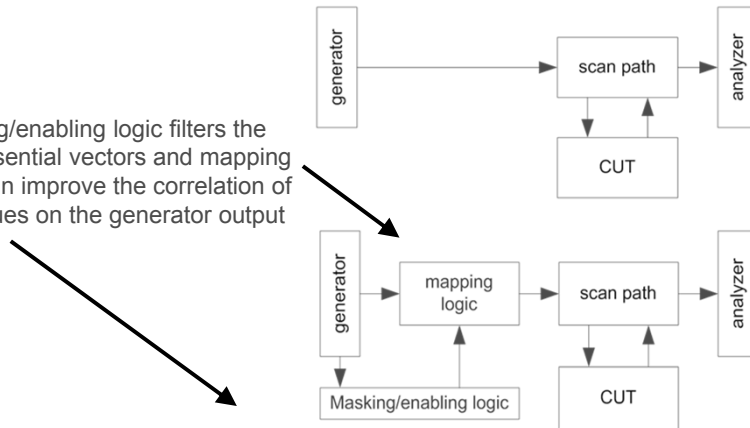 generator
scan path
analyzer
CUT
g/enabling logic filters the
sential vectors and mapping
n improve the correlation of
ues on the generator output
generator
mapping
logic
scan path
analyzer
Masking/enabling logic
CUT